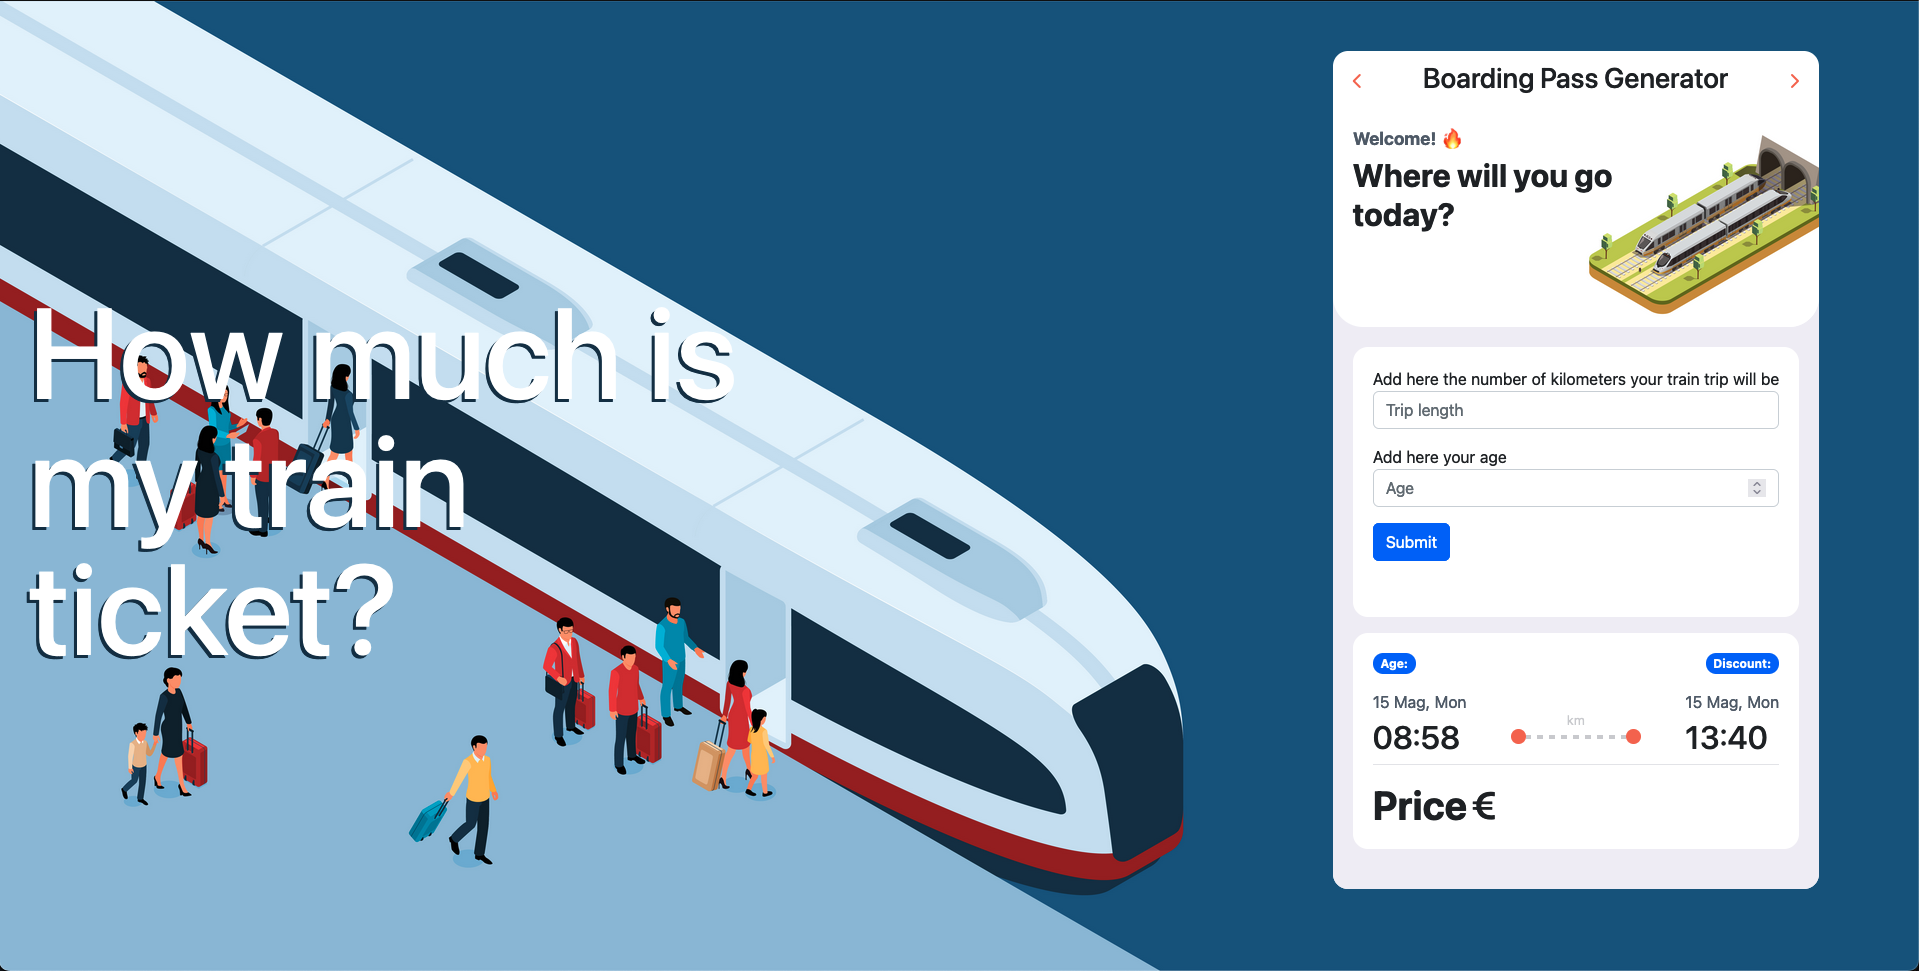 How much is
my train
ticket?
Boarding Pass Generator
Welcome! 🔥
Where will you go
today?
Add here the number of kilometers your train trip will be
Trip length
Add here your age
Age
Submit
Age:
Discount:
15 Mag, Mon
15 Mag, Mon
08:58
km
13:40
Price €